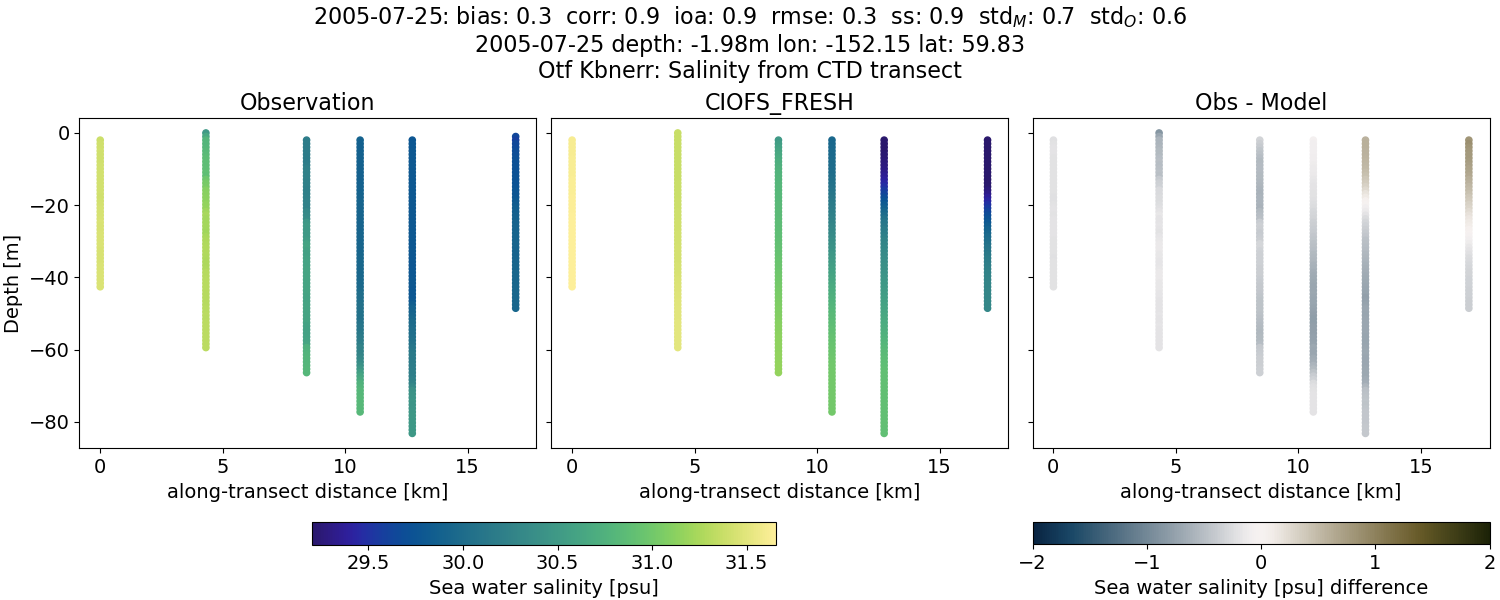 2005-07-25: bias: 0.3 corr: 0.9 ioa: 0.9 rmse: 0.3 ss: 0.9 std_M: 0.7 std_O: 0.6
2005-07-25 depth: -1.98m lon: -152.15 lat: 59.83
Otf Kbnerr: Salinity from CTD transect
Observation
CIOFS_FRESH
Obs - Model
Depth [m]
0
−20
−40
−60
−80
0 5 10 15
0 5 10 15
0 5 10 15
along-transect distance [km]
along-transect distance [km]
along-transect distance [km]
29.5 30.0 30.5 31.0 31.5
Sea water salinity [psu]
−2 −1 0 1 2
Sea water salinity [psu] difference